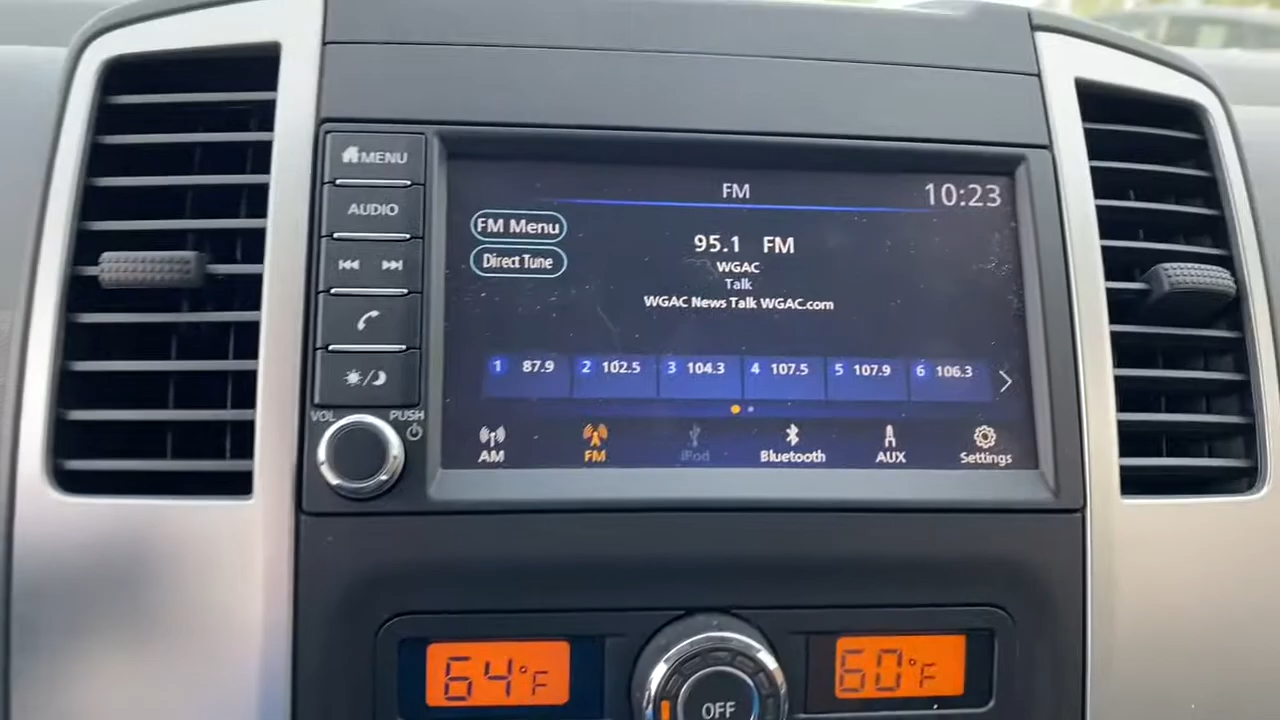 MENU
AUDIO
VOL
PUSH
FM
10:23
FM Menu
Direct Tune
95.1 FM
WGAC
Talk
WGAC News Talk WGAC.com
1 87.9 2 102.5 3 104.3 4 107.5 5 107.9 6 106.3
AM FM iPod Bluetooth AUX Settings
64°F
OFF
60°F